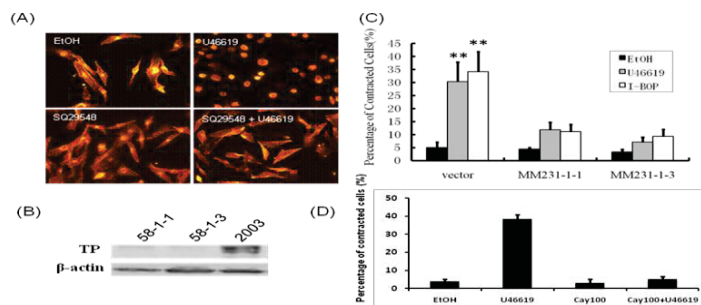 (A)
EtOH
U46619
SQ29548
SQ29548 + U46619
(B)
58-1-1
58-1-3
2003
TP
β-actin
(C)
Percentage of Contracted Cells(%)
45
40
35
30
25
20
15
10
5
0
**
**
EtOH
U46619
I-BOP
vector
MM231-1-1
MM231-1-3
(D)
Percentage of contracted cells (%)
50
40
30
20
10
0
EtOH
U46619
Cay100
Cay100+U46619